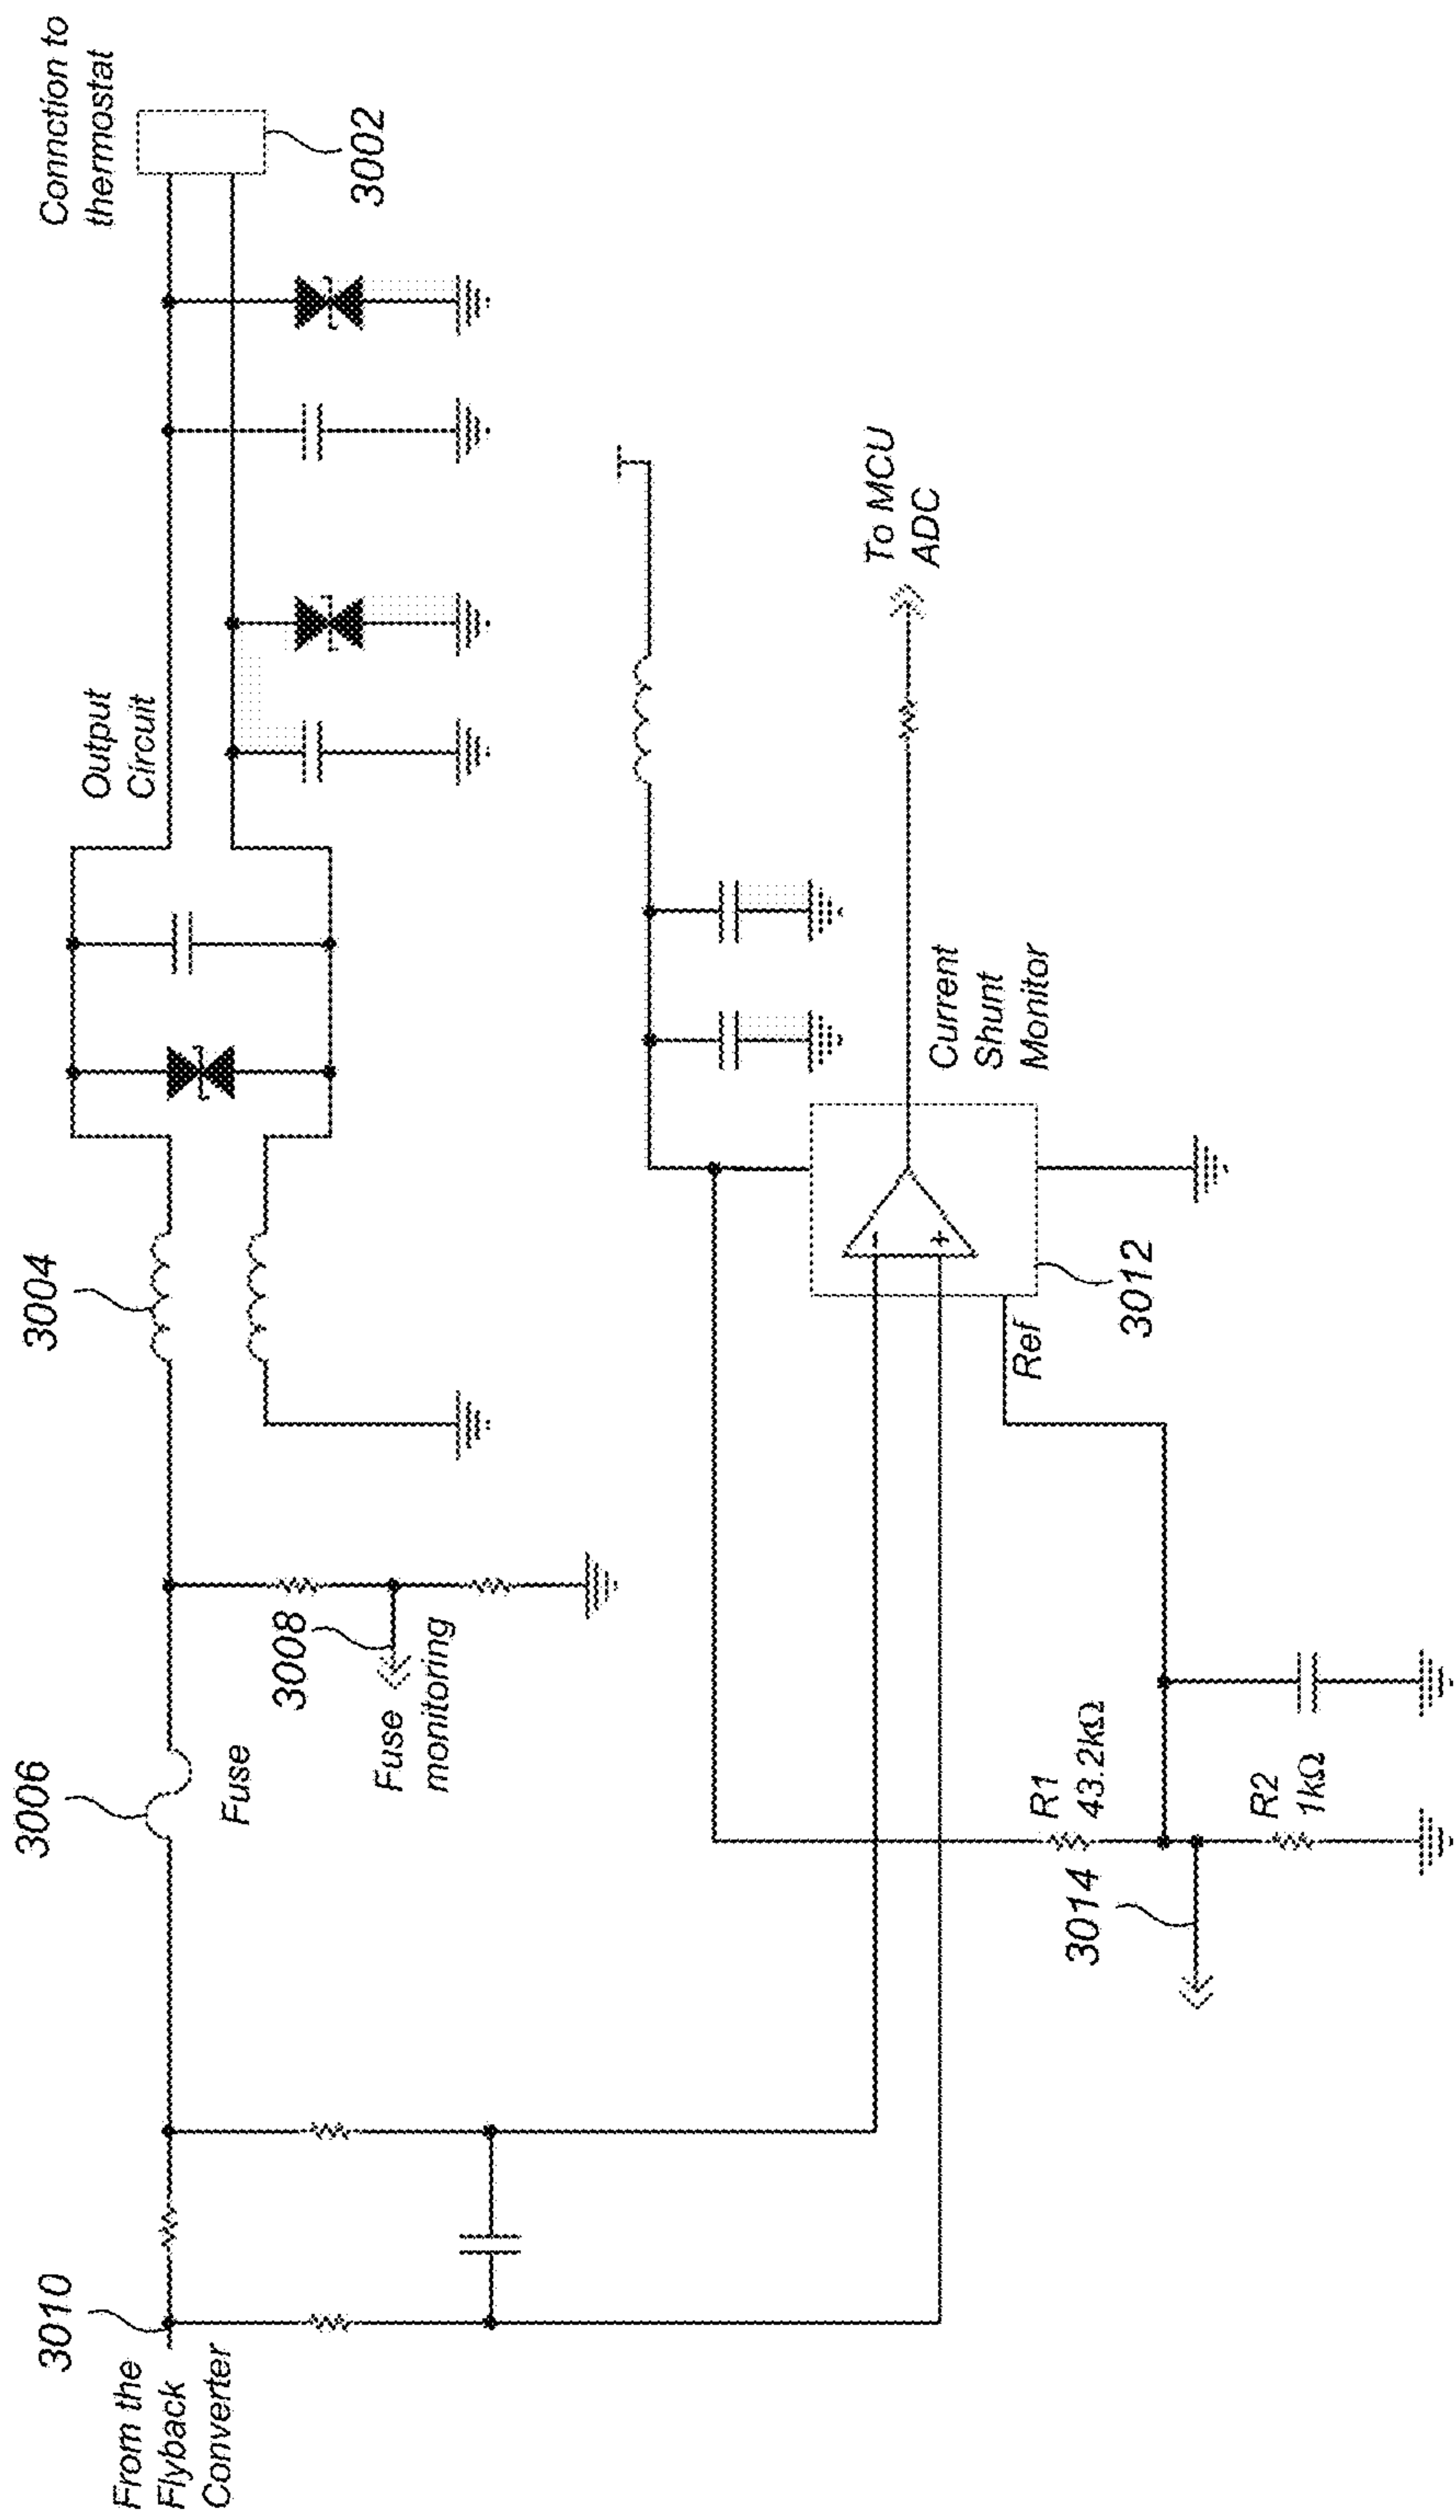 From the
Flyback
Converter
3010
3006
Fuse
3008
Fuse
monitoring
3004
Output
Circuit
Connction to
thermostat
3002
3014
R1
43.2kΩ
R2
1kΩ
Ref
-
+
3012
Current
Shunt
Monitor
To MCU
ADC